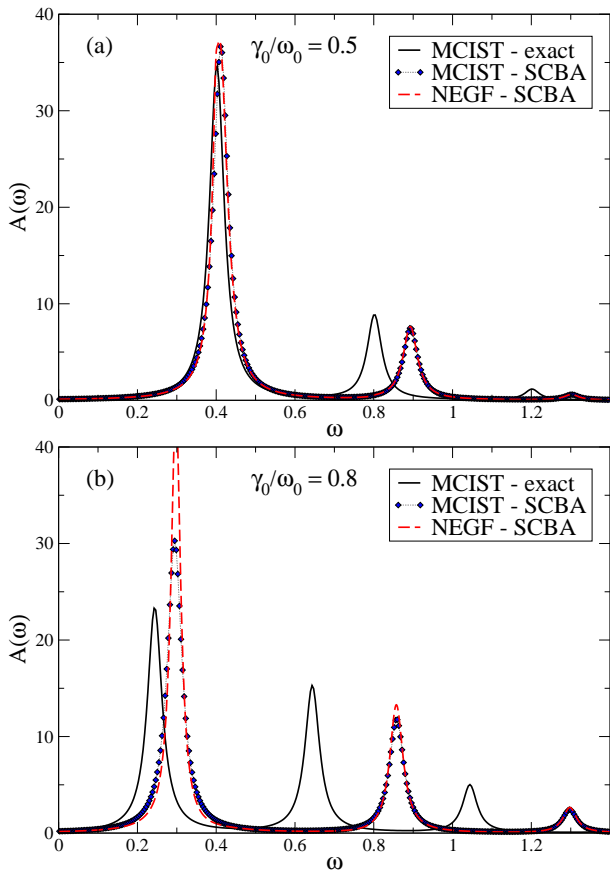 (a)
γ₀/ω₀ = 0.5
MCIST - exact
MCIST - SCBA
NEGF - SCBA
40
30
20
10
0
A(ω)
0 0.2 0.4 0.6 0.8 1 1.2
ω
(b)
γ₀/ω₀ = 0.8
MCIST - exact
MCIST - SCBA
NEGF - SCBA
40
30
20
10
0
A(ω)
0 0.2 0.4 0.6 0.8 1 1.2
ω